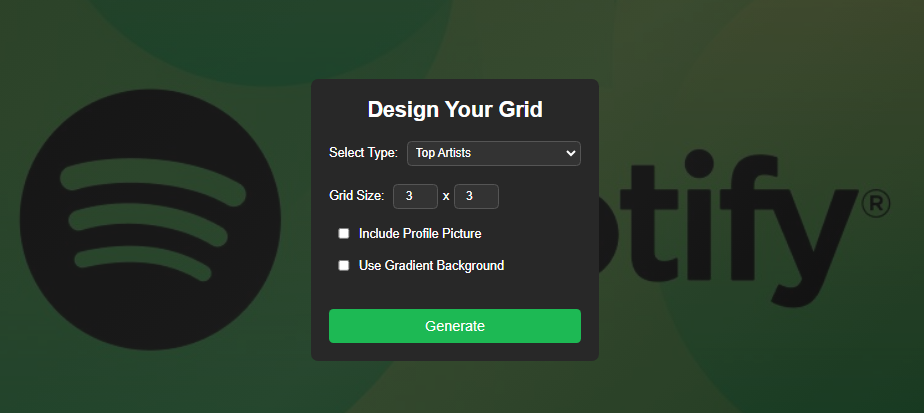 Design Your Grid
Select Type: Top Artists
Grid Size: 3 x 3
Include Profile Picture
Use Gradient Background
Generate
otify®